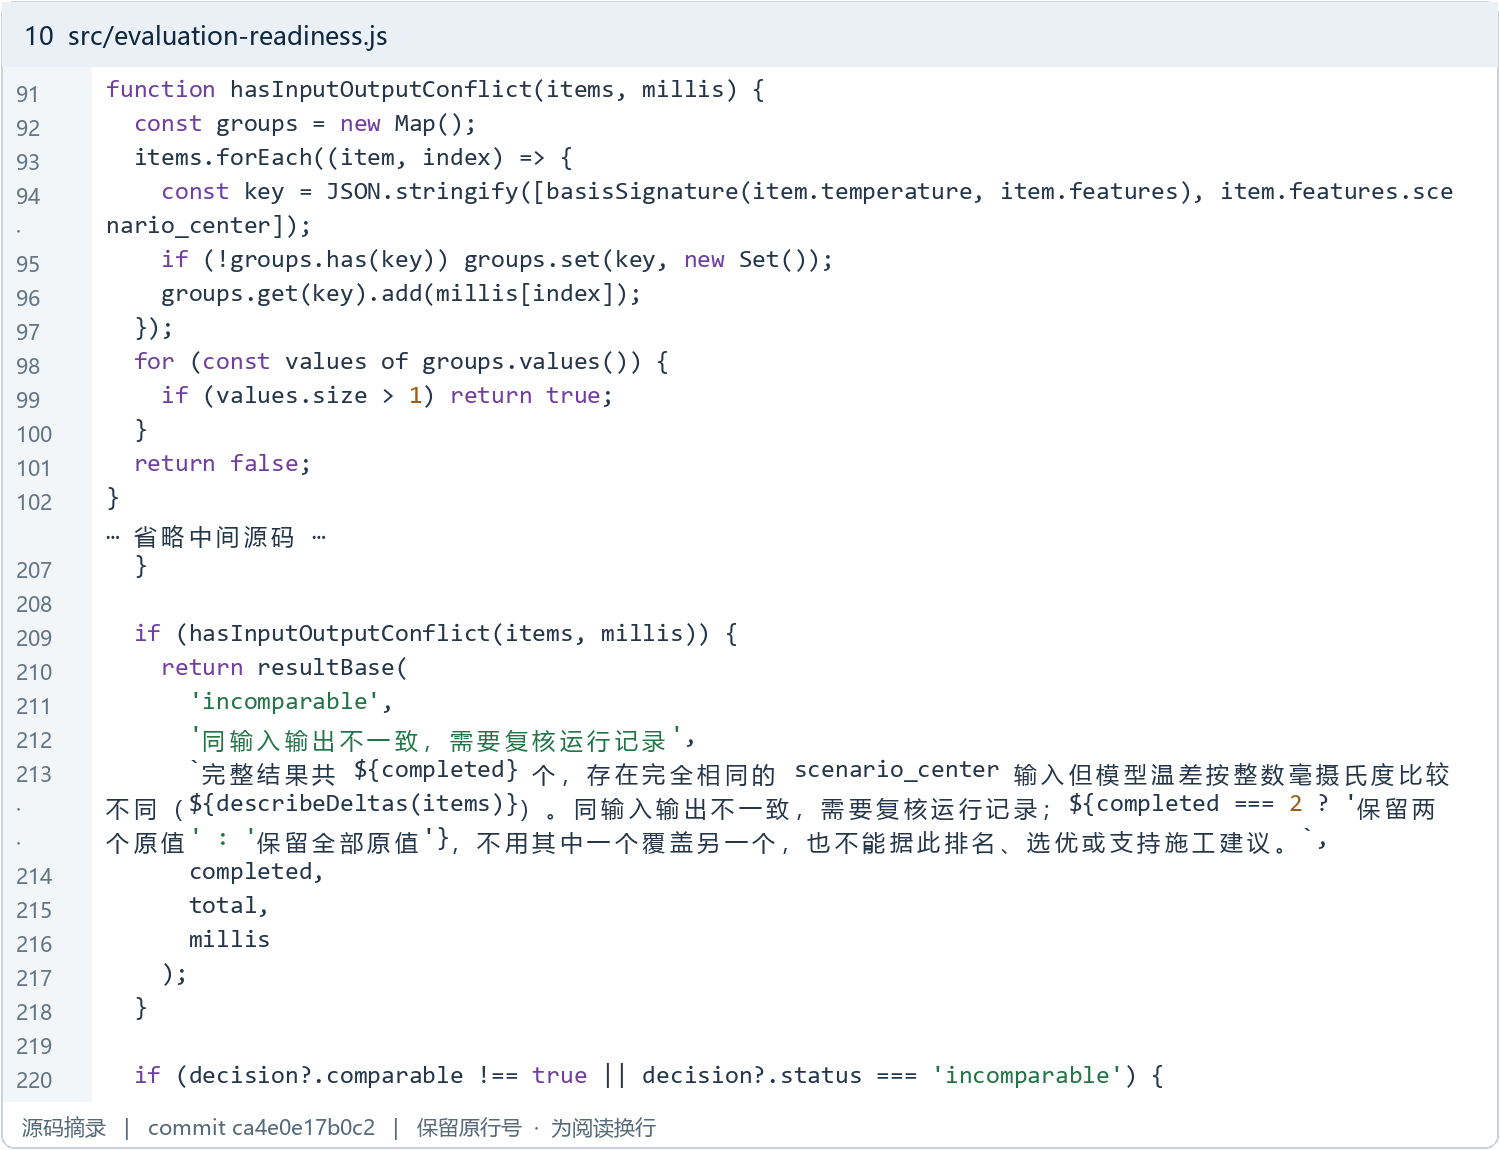 10 src/evaluation-readiness.js
91 function hasInputOutputConflict(items, millis) {
92   const groups = new Map();
93   items.forEach((item, index) => {
94     const key = JSON.stringify([basisSignature(item.temperature, item.features), item.features.sce
· nario_center]);
95     if (!groups.has(key)) groups.set(key, new Set());
96     groups.get(key).add(millis[index]);
97   });
98   for (const values of groups.values()) {
99     if (values.size > 1) return true;
100   }
101   return false;
102 }
… 省略中间源码 …
207   }
208
209   if (hasInputOutputConflict(items, millis)) {
210     return resultBase(
211       'incomparable',
212       '同输入输出不一致，需要复核运行记录',
213       `完整结果共 ${completed} 个，存在完全相同的 scenario_center 输入但模型温差按整数毫摄氏度比较
· 不同（${describeDeltas(items)}）。同输入输出不一致，需要复核运行记录；${completed === 2 ? '保留两
· 个原值' : '保留全部原值'}，不用其中一个覆盖另一个，也不能据此排名、选优或支持施工建议。`,
214       completed,
215       total,
216       millis
217     );
218   }
219
220   if (decision?.comparable !== true || decision?.status === 'incomparable') {
源码摘录 | commit ca4e0e17b0c2 | 保留原行号 · 为阅读换行